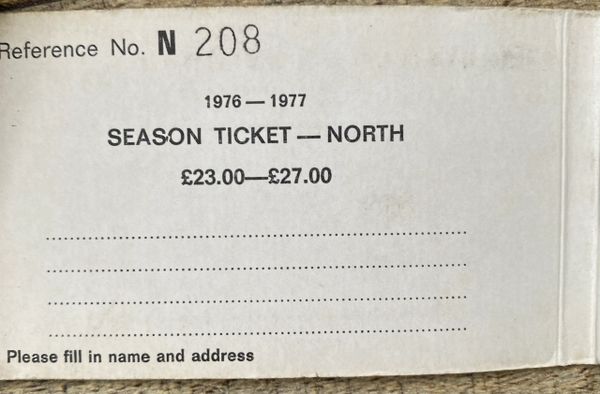 Reference No. N 208
1976 — 1977
SEASON TICKET — NORTH
£23.00—£27.00
Please fill in name and address